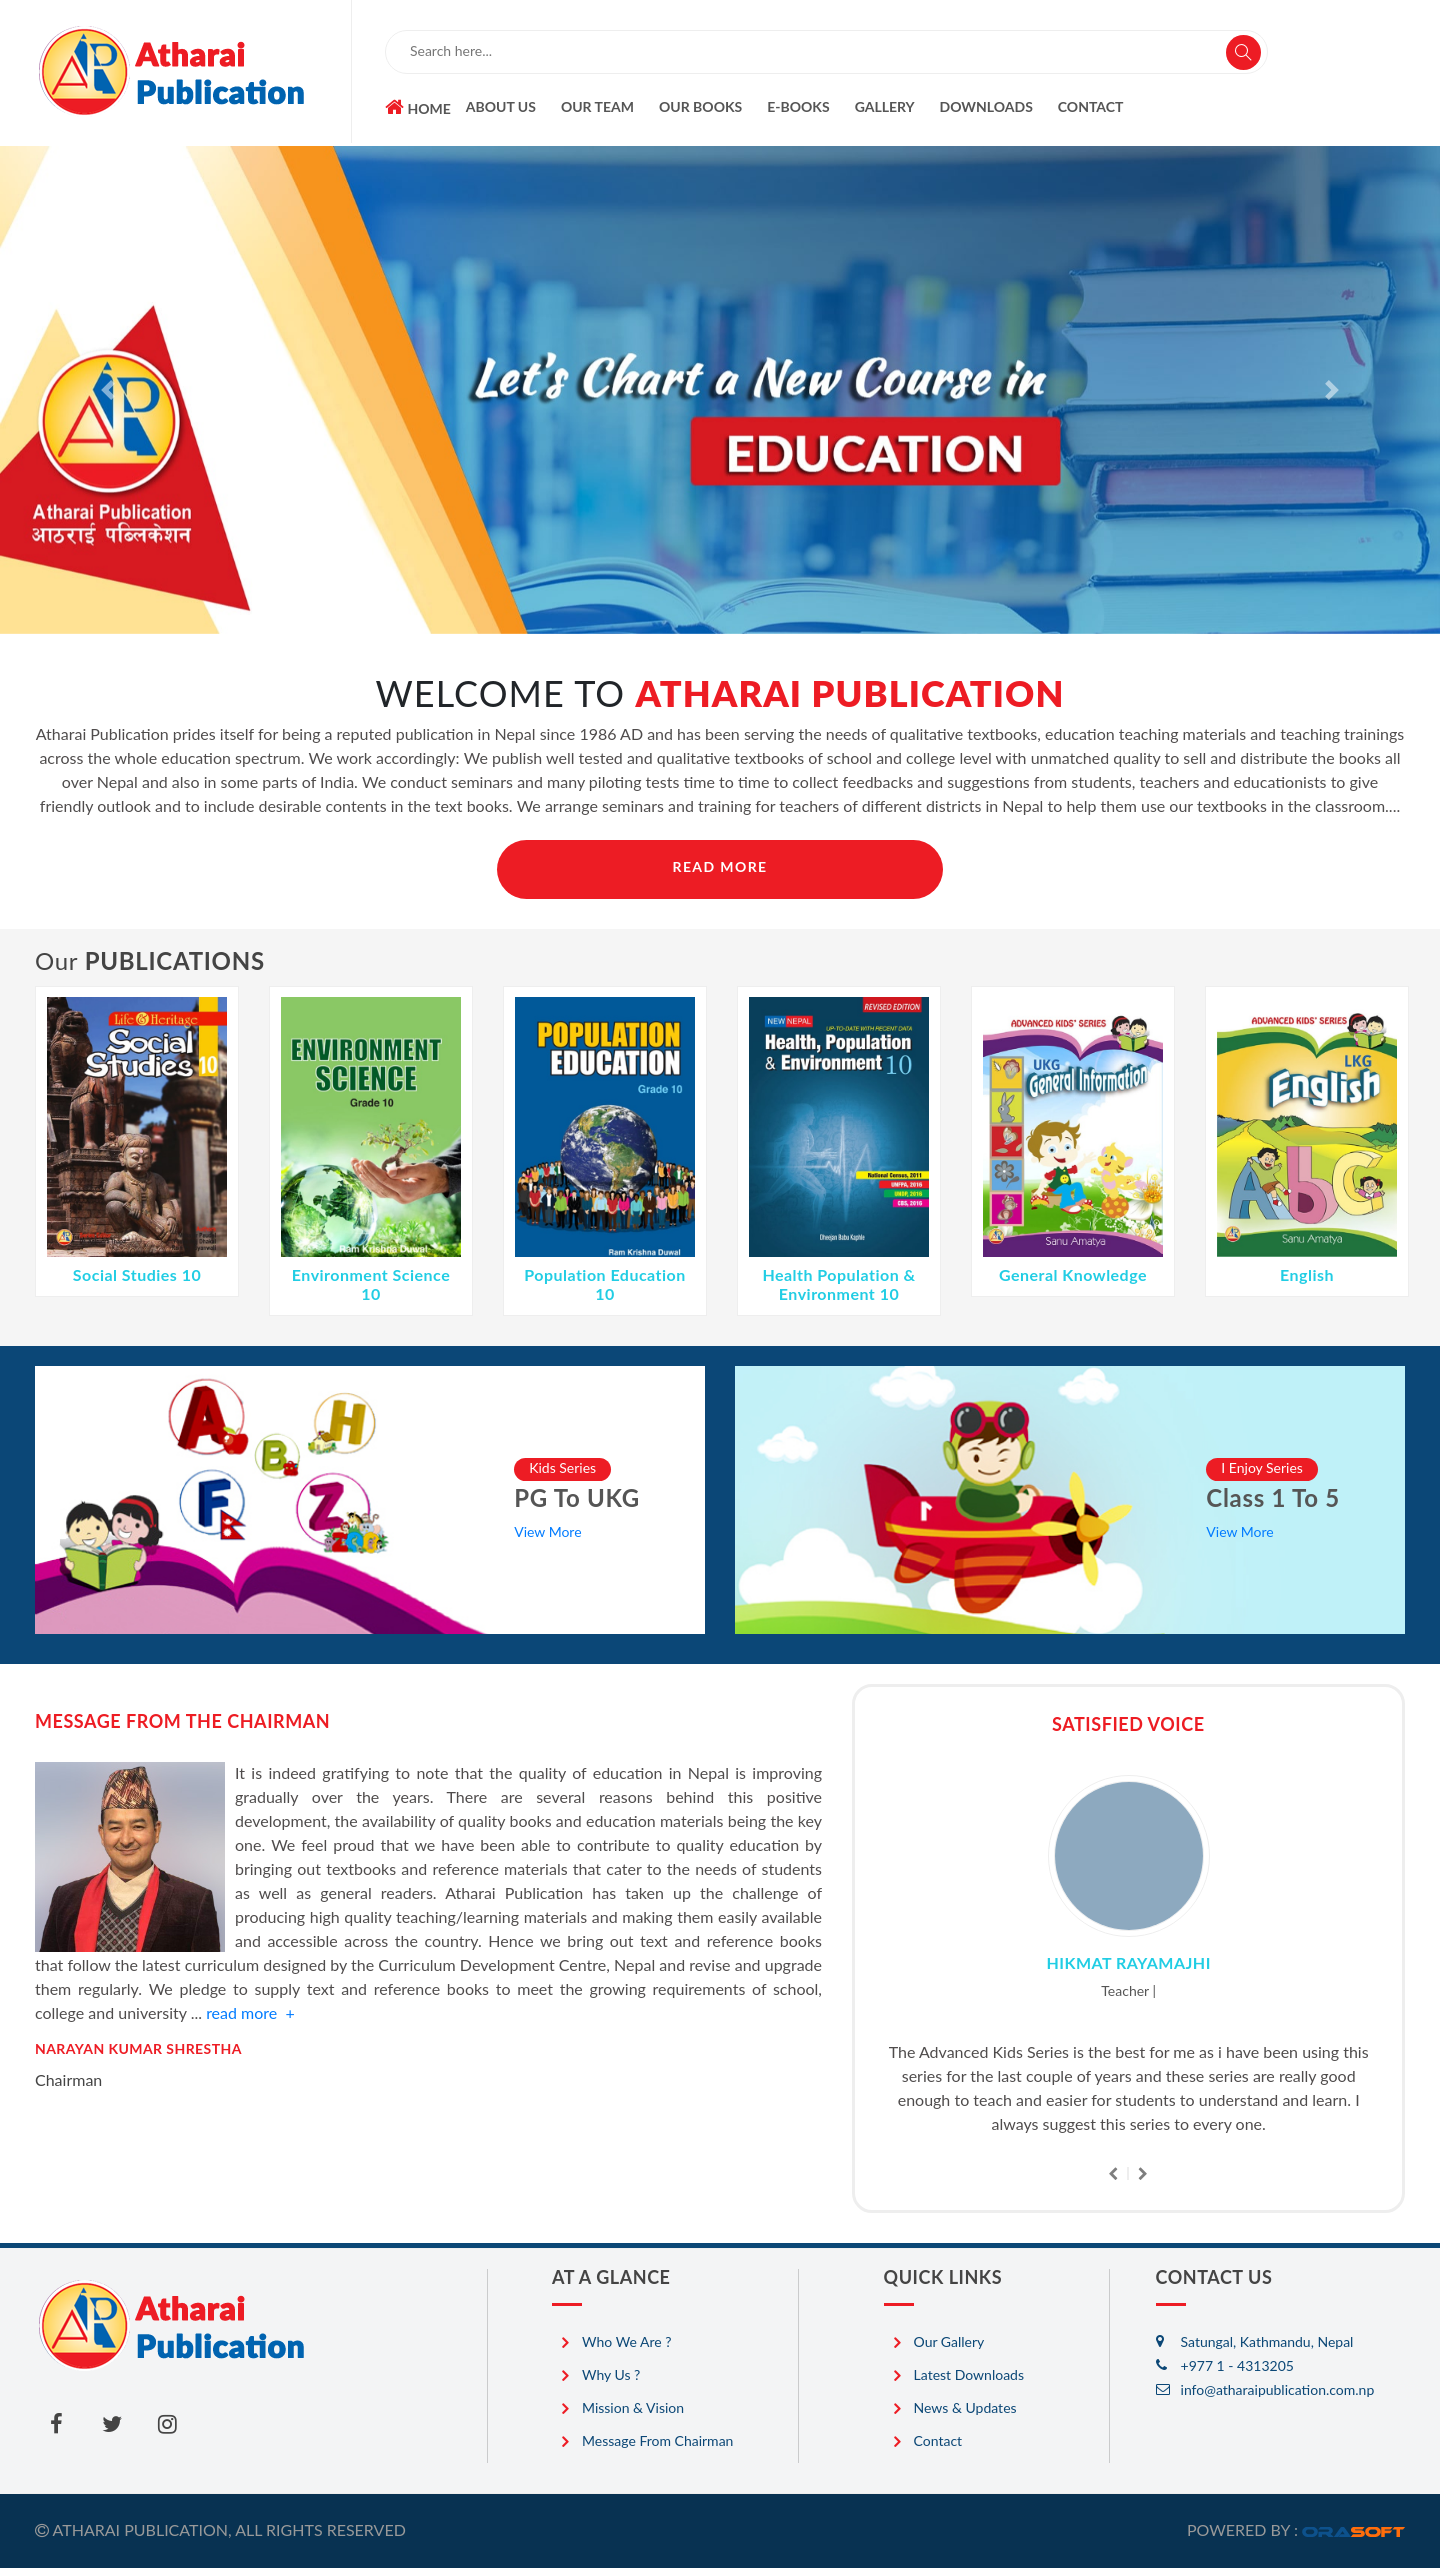 Atharai
Publication
Search here...
HOME ABOUT US OUR TEAM OUR BOOKS E-BOOKS GALLERY DOWNLOADS CONTACT
Let's Chart a New Course in
EDUCATION
Atharai Publication
आठराई पब्लिकेशन
WELCOME TO ATHARAI PUBLICATION
Atharai Publication prides itself for being a reputed publication in Nepal since 1986 AD and has been serving the needs of qualitative textbooks, education teaching materials and teaching trainings
across the whole education spectrum. We work accordingly: We publish well tested and qualitative textbooks of school and college level with unmatched quality to sell and distribute the books all
over Nepal and also in some parts of India. We conduct seminars and many piloting tests time to time to collect feedbacks and suggestions from students, teachers and educationists to give
friendly outlook and to include desirable contents in the text books. We arrange seminars and training for teachers of different districts in Nepal to help them use our textbooks in the classroom....
READ MORE
Our PUBLICATIONS
Life & Heritage
Social
Studies 10
Social Studies 10
ENVIRONMENT
SCIENCE
Grade 10
Ram Krishna Duwal
Environment Science
10
POPULATION
EDUCATION
Grade 10
Ram Krishna Duwal
Population Education
10
REVISED EDITION
NEW NEPAL
UP-TO-DATE WITH RECENT DATA
Health, Population
& Environment 10
National Census, 2011
UNFPA, 2016
UNDP, 2016
CBS, 2016
Dhanjan Babu Kaphle
Health Population &
Environment 10
ADVANCED KIDS' SERIES
UKG
General Information
Sanu Amatya
General Knowledge
ADVANCED KIDS' SERIES
LKG
English
AbC
Sanu Amatya
English
A H
B
F Z
Kids Series
PG To UKG
View More
1
I Enjoy Series
Class 1 To 5
View More
MESSAGE FROM THE CHAIRMAN
It is indeed gratifying to note that the quality of education in Nepal is improving
gradually over the years. There are several reasons behind this positive
development, the availability of quality books and education materials being the key
one. We feel proud that we have been able to contribute to quality education by
bringing out textbooks and reference materials that cater to the needs of students
as well as general readers. Atharai Publication has taken up the challenge of
producing high quality teaching/learning materials and making them easily available
and accessible across the country. Hence we bring out text and reference books
that follow the latest curriculum designed by the Curriculum Development Centre, Nepal and revise and upgrade
them regularly. We pledge to supply text and reference books to meet the growing requirements of school,
college and university ... read more +
NARAYAN KUMAR SHRESTHA
Chairman
SATISFIED VOICE
HIKMAT RAYAMAJHI
Teacher |
The Advanced Kids Series is the best for me as i have been using this
series for the last couple of years and these series are really good
enough to teach and easier for students to understand and learn. I
always suggest this series to every one.
Atharai
Publication
AT A GLANCE
Who We Are ?
Why Us ?
Mission & Vision
Message From Chairman
QUICK LINKS
Our Gallery
Latest Downloads
News & Updates
Contact
CONTACT US
Satungal, Kathmandu, Nepal
+977 1 - 4313205
info@atharaipublication.com.np
© ATHARAI PUBLICATION, ALL RIGHTS RESERVED
POWERED BY : ORASOFT